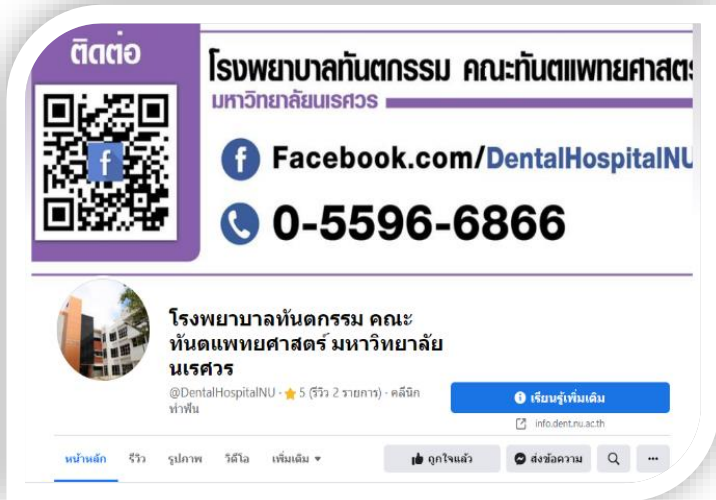 ติดต่อ
โรงพยาบาลทันตกรรม คณะทันตแพทยศาสตร
มหาวิทยาลัยนเรศวร
f
f Facebook.com/DentalHospitalNU
0-5596-6866
โรงพยาบาลทันตกรรม คณะ
ทันตแพทยศาสตร์ มหาวิทยาลัย
นเรศวร
@DentalHospitalNU · 5 (รีวิว 2 รายการ) · คลินิก
ทำฟัน
เรียนรู้เพิ่มเติม
info.dent.nu.ac.th
หน้าหลัก รีวิว รูปภาพ วิดีโอ เพิ่มเติม ถูกใจแล้ว ส่งข้อความ